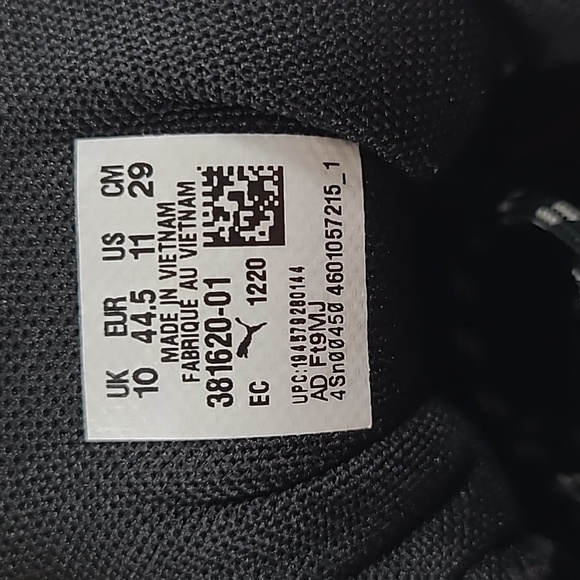 UK EUR US CM
10 44.5 11 29
MADE IN VIETNAM
FABRIQUE AU VIETNAM
381620-01
EC 1220
UPC:194579280144
AD Ft9MJ
4Sn00450 4601057215_1